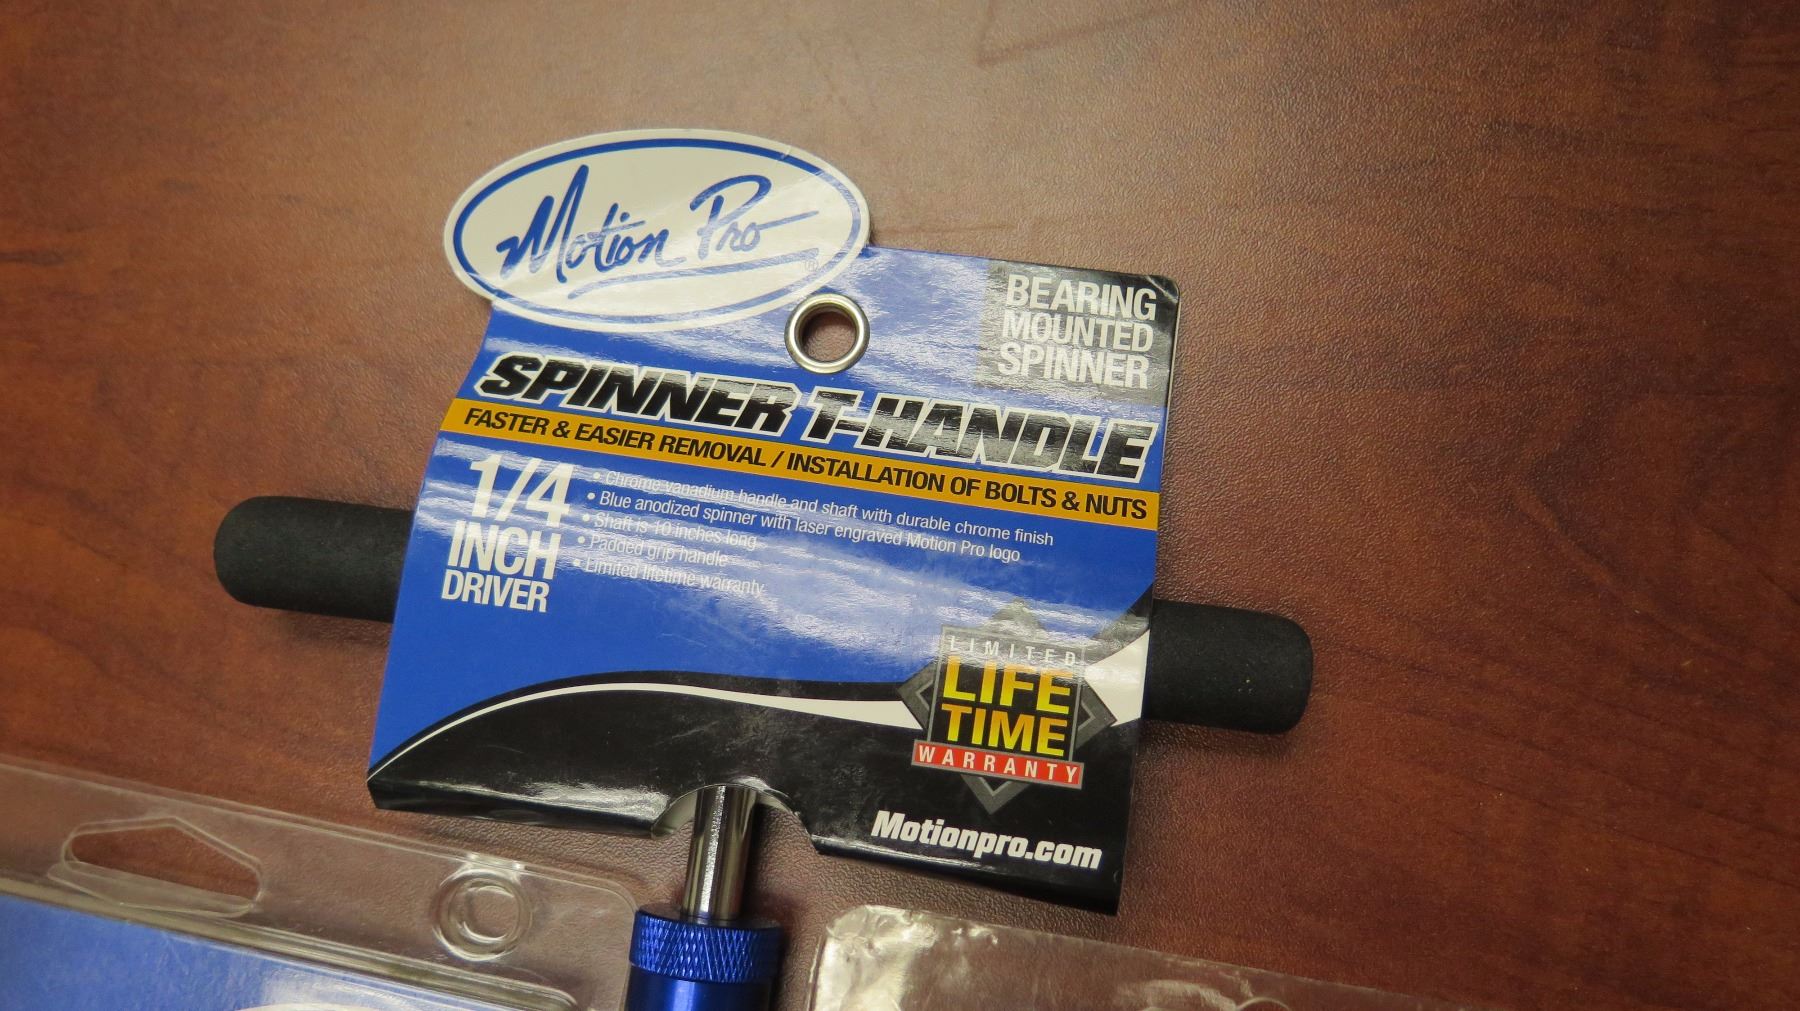 Motion Pro®
BEARING
MOUNTED
SPINNER
SPINNER T-HANDLE
FASTER & EASIER REMOVAL / INSTALLATION OF BOLTS & NUTS
1/4
INCH
DRIVER
• Chrome vanadium handle and shaft with durable chrome finish
• Blue anodized spinner with laser engraved Motion Pro logo
• Shaft is 10 inches long
• Padded grip handle
• Limited lifetime warranty
LIMITED
LIFE
TIME
WARRANTY
Motionpro.com